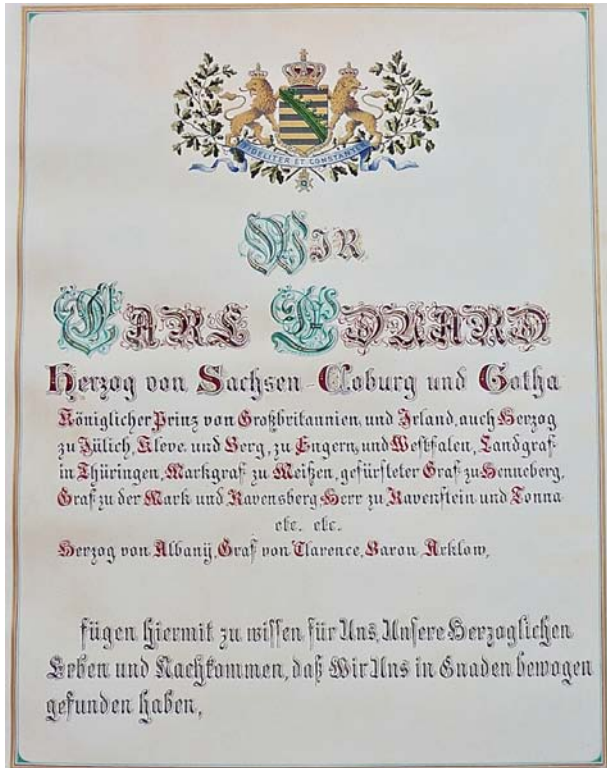 FIDELITER ET CONSTANTER
WIR
CARL EDUARD
Herzog von Sachsen-Coburg und Gotha
Königlicher Prinz von Großbritannien und Irland, auch Herzog
zu Jülich, Kleve und Berg, zu Engern und Westfalen, Landgraf
in Thüringen, Markgraf zu Meißen, gefürsteter Graf zu Henneberg,
Graf zu der Mark und Ravensberg Herr zu Ravenstein und Tonna
etc. etc.
Herzog von Albany, Graf von Clarence, Baron Arklow,
fügen hiermit zu wissen für Uns, Unsere Herzoglichen
Erben und Nachkommen, daß Wir Uns in Gnaden bewogen
gefunden haben,